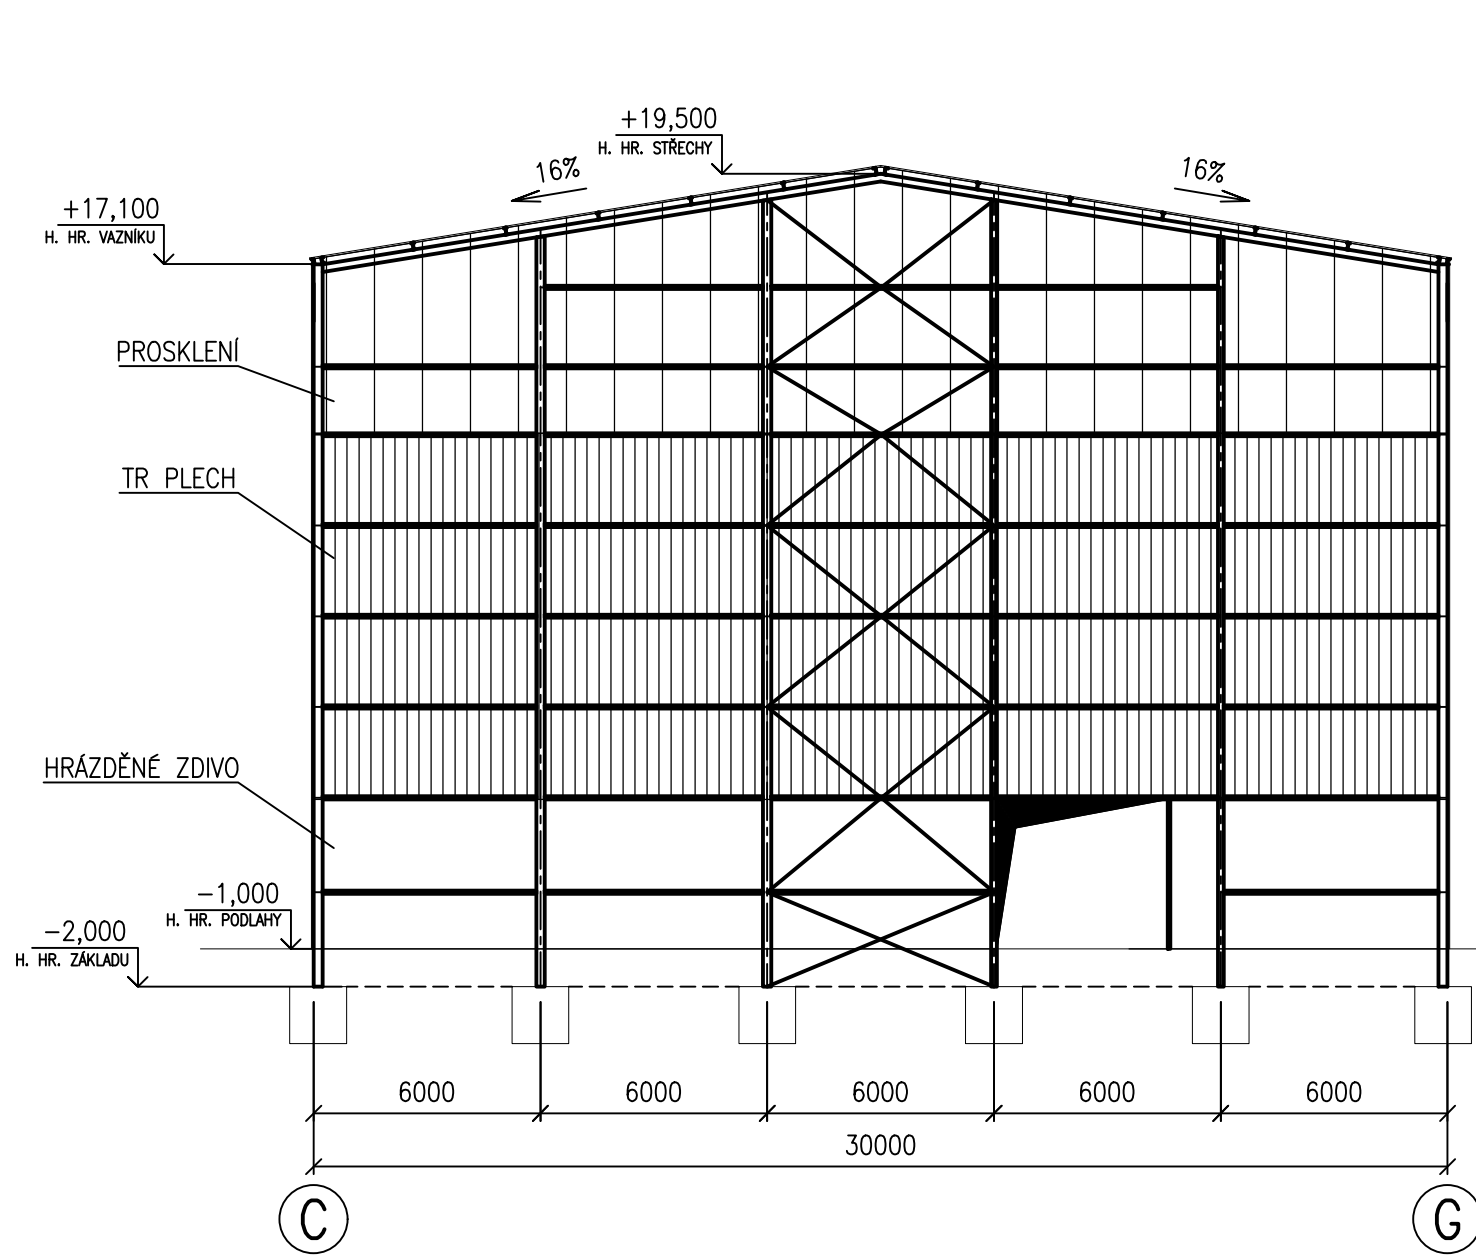 +19,500
H. HR. STŘECHY
16%
16%
+17,100
H. HR. VAZNÍKU
PROSKLENÍ
TR PLECH
HRÁZDĚNÉ ZDIVO
-1,000
H. HR. PODLAHY
-2,000
H. HR. ZÁKLADU
6000 6000 6000 6000 6000
30000
C G